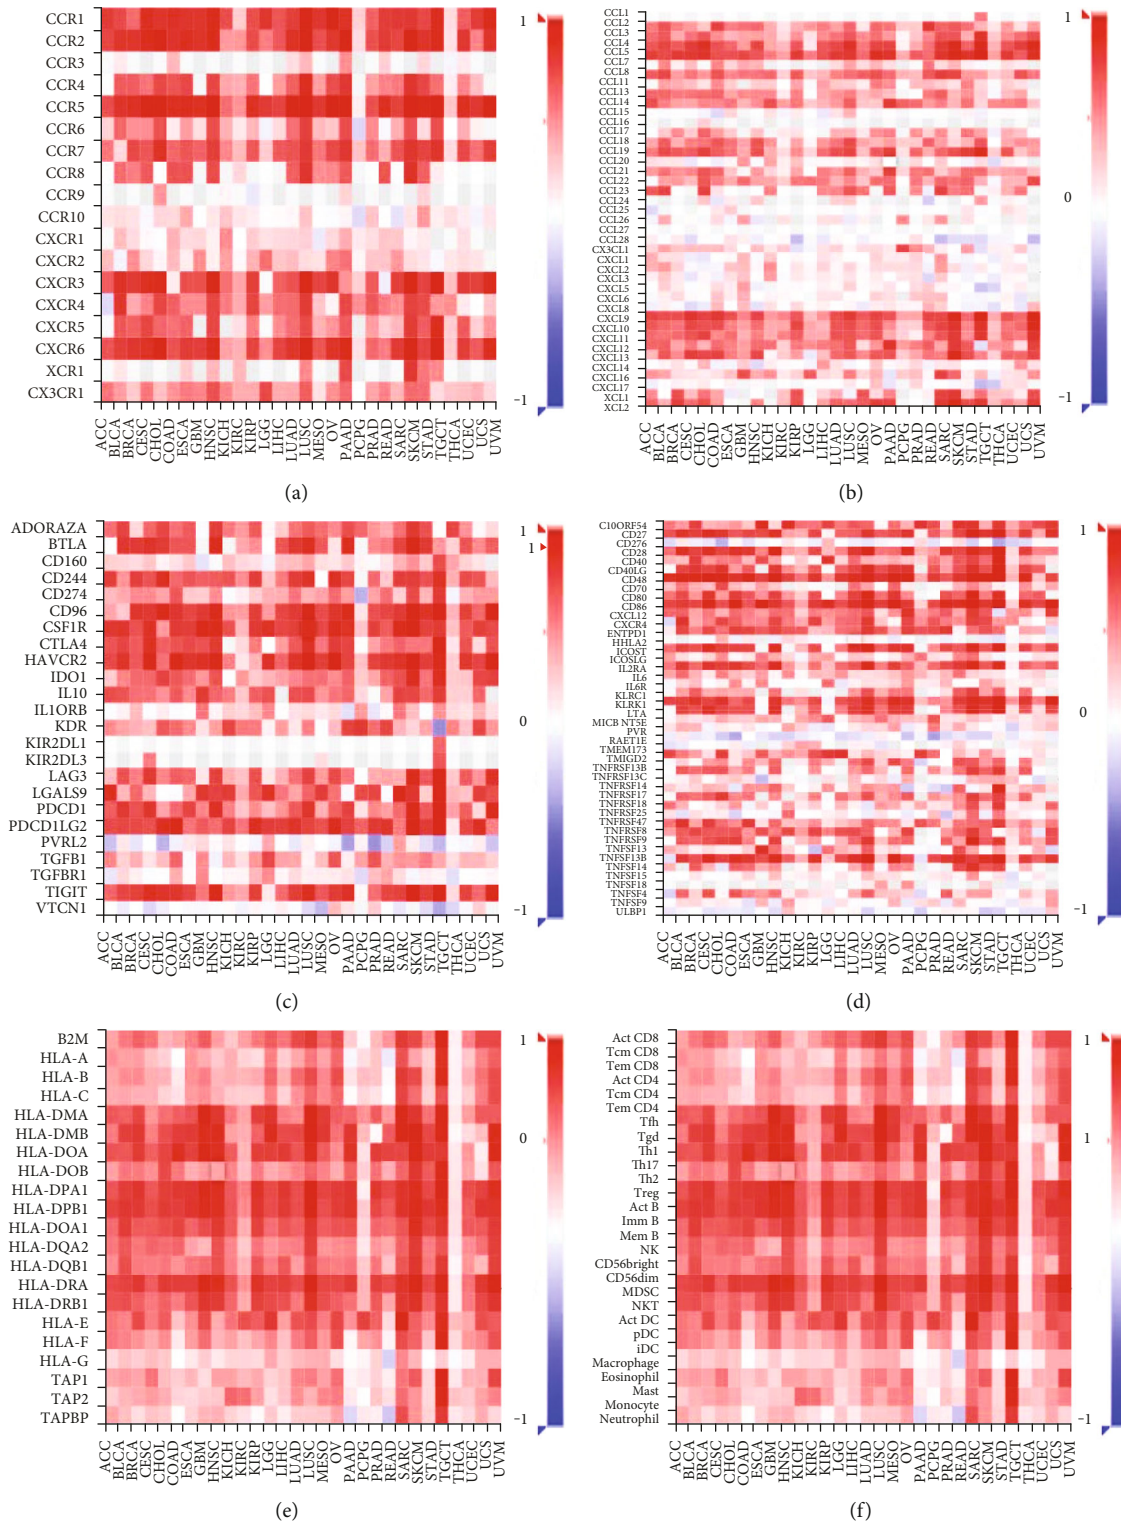 CCR1
CCR2
CCR3
CCR4
CCR5
CCR6
CCR7
CCR8
CCR9
CCR10
CXCR1
CXCR2
CXCR3
CXCR4
CXCR5
CXCR6
XCR1
CX3CR1
ACC BLCA BRCA CESC CHOL COAD ESCA GBM HNSC KICH KIRC KIRP LGG LIHC LUAD LUSC MESO OV PAAD PCPG PRAD READ SARC SKCM STAD TGCT THCA UCEC UCS UVM
1
-1
(a)
CCL1
CCL2
CCL3
CCL4
CCL5
CCL7
CCL8
CCL11
CCL13
CCL14
CCL15
CCL16
CCL17
CCL18
CCL19
CCL20
CCL21
CCL22
CCL23
CCL24
CCL25
CCL26
CCL27
CCL28
CX3CL1
CXCL1
CXCL2
CXCL3
CXCL5
CXCL6
CXCL8
CXCL9
CXCL10
CXCL11
CXCL12
CXCL13
CXCL14
CXCL16
CXCL17
XCL1
XCL2
ACC BLCA BRCA CESC CHOL COAD ESCA GBM HNSC KICH KIRC KIRP LGG LIHC LUAD LUSC MESO OV PAAD PCPG PRAD READ SARC SKCM STAD TGCT THCA UCEC UCS UVM
1
0
-1
(b)
ADORAZA
BTLA
CD160
CD244
CD274
CD96
CSF1R
CTLA4
HAVCR2
IDO1
IL10
IL1ORB
KDR
KIR2DL1
KIR2DL3
LAG3
LGALS9
PDCD1
PDCD1LG2
PVRL2
TGFB1
TGFBR1
TIGIT
VTCN1
ACC BLCA BRCA CESC CHOL COAD ESCA GBM HNSC KICH KIRC KIRP LGG LIHC LUAD LUSC MESO OV PAAD PCPG PRAD READ SARC SKCM STAD TGCT THCA UCEC UCS UVM
1
1
0
-1
(c)
C10ORF54
CD27
CD276
CD28
CD40
CD40LG
CD48
CD70
CD80
CD86
CXCL12
CXCR4
ENTPD1
HHLA2
ICOST
ICOSLG
IL2RA
IL6
IL6R
KLRC1
KLRK1
LTA
MICB NT5E
PVR
RAET1E
TMEM173
TMIGD2
TNFRSF13B
TNFRSF13C
TNFRSF14
TNFRSF17
TNFRSF18
TNFRSF25
TNFRSF47
TNFRSF8
TNFRSF9
TNFSF13
TNFSF13B
TNFSF14
TNFSF15
TNFSF18
TNFSF4
TNFSF9
ULBP1
ACC BLCA BRCA CESC CHOL COAD ESCA GBM HNSC KICH KIRC KIRP LGG LIHC LUAD LUSC MESO OV PAAD PCPG PRAD READ SARC SKCM STAD TGCT THCA UCEC UCS UVM
1
0
-1
(d)
B2M
HLA-A
HLA-B
HLA-C
HLA-DMA
HLA-DMB
HLA-DOA
HLA-DOB
HLA-DPA1
HLA-DPB1
HLA-DOA1
HLA-DQA2
HLA-DQB1
HLA-DRA
HLA-DRB1
HLA-E
HLA-F
HLA-G
TAP1
TAP2
TAPBP
ACC BLCA BRCA CESC CHOL COAD ESCA GBM HNSC KICH KIRC KIRP LGG LIHC LUAD LUSC MESO OV PAAD PCPG PRAD READ SARC SKCM STAD TGCT THCA UCEC UCS UVM
1
0
-1
(e)
Act CD8
Tcm CD8
Tem CD8
Act CD4
Tcm CD4
Tem CD4
Tfh
Tgd
Th1
Th17
Th2
Treg
Act B
Imm B
Mem B
NK
CD56bright
CD56dim
MDSC
NKT
Act DC
pDC
iDC
Macrophage
Eosinophil
Mast
Monocyte
Neutrophil
ACC BLCA BRCA CESC CHOL COAD ESCA GBM HNSC KICH KIRC KIRP LGG LIHC LUAD LUSC MESO OV PAAD PCPG PRAD READ SARC SKCM STAD TGCT THCA UCEC UCS UVM
1
1
-1
(f)